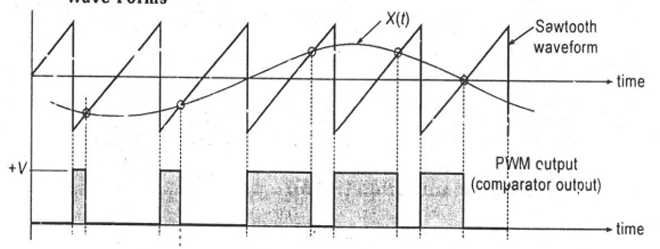 Wave Forms
X(t)
Sawtooth
waveform
time
+V
PWM output
(comparator output)
time